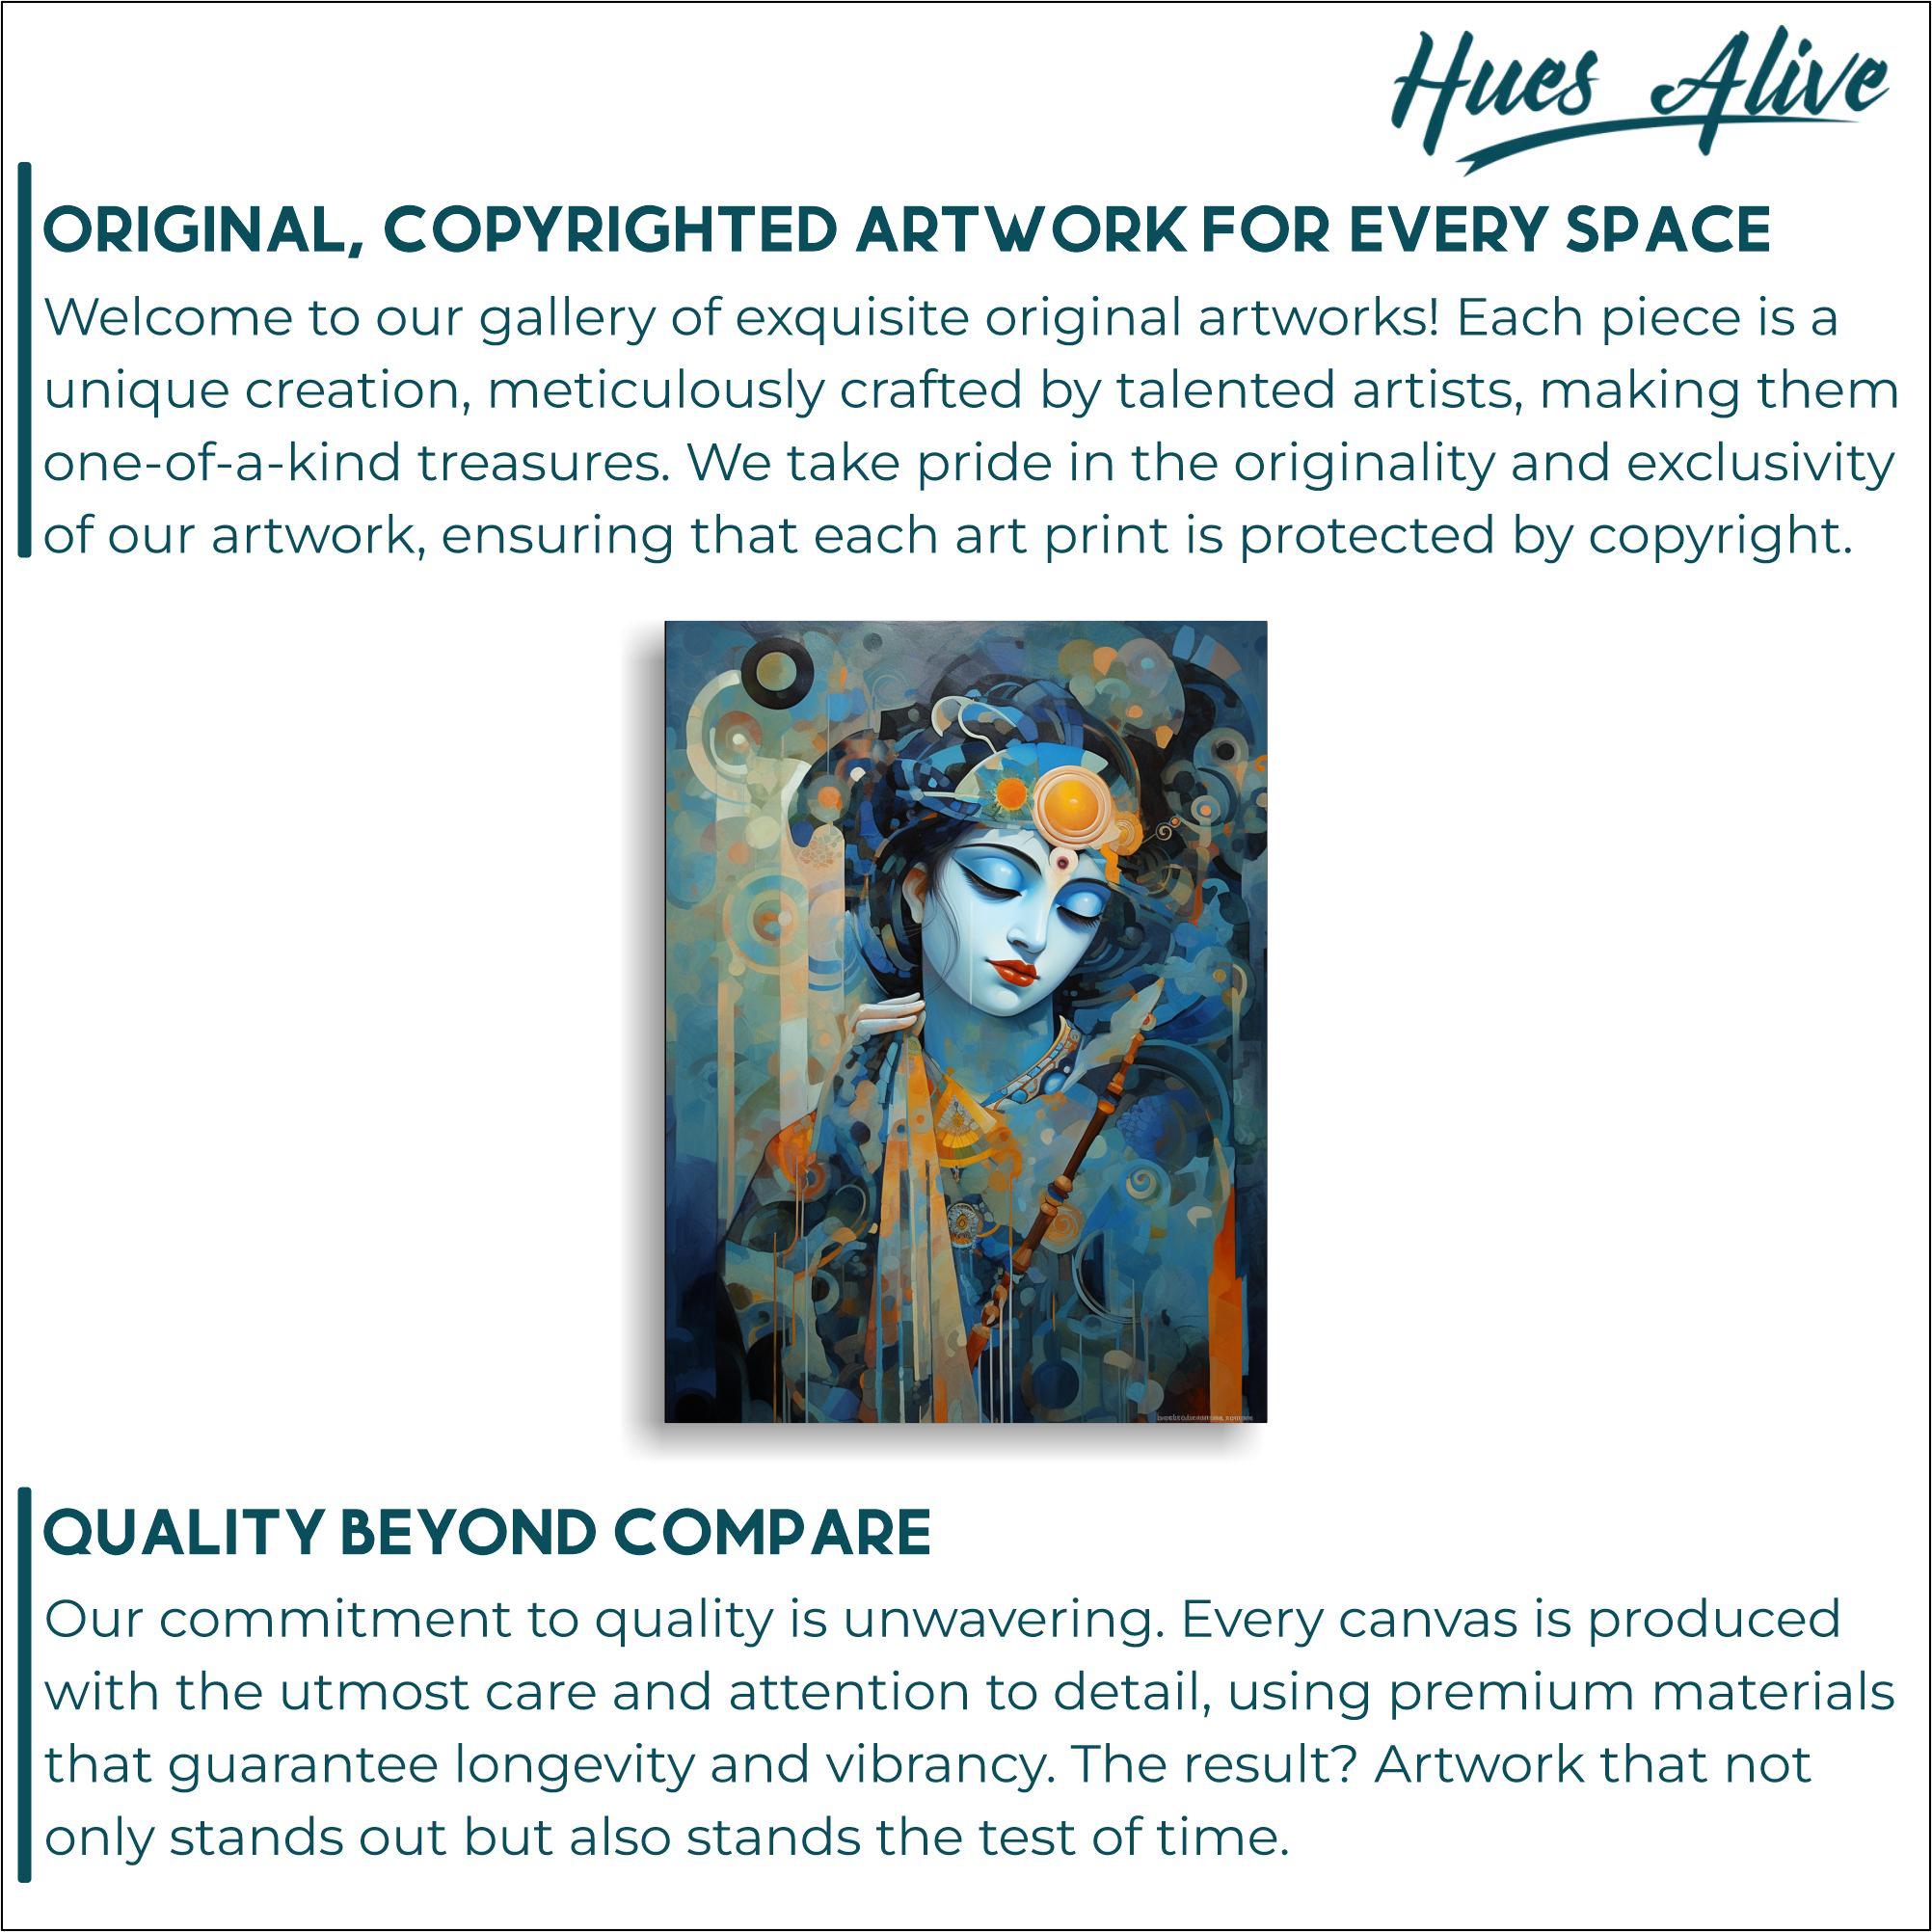 Hues Alive
ORIGINAL, COPYRIGHTED ARTWORK FOR EVERY SPACE
Welcome to our gallery of exquisite original artworks! Each piece is a
unique creation, meticulously crafted by talented artists, making them
one-of-a-kind treasures. We take pride in the originality and exclusivity
of our artwork, ensuring that each art print is protected by copyright.
QUALITY BEYOND COMPARE
Our commitment to quality is unwavering. Every canvas is produced
with the utmost care and attention to detail, using premium materials
that guarantee longevity and vibrancy. The result? Artwork that not
only stands out but also stands the test of time.